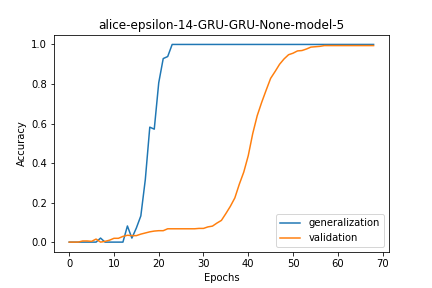 alice-epsilon-14-GRU-GRU-None-model-5
1.0
0.8
0.6
0.4
0.2
0.0
Accuracy
0 10 20 30 40 50 60 70
Epochs
generalization
validation